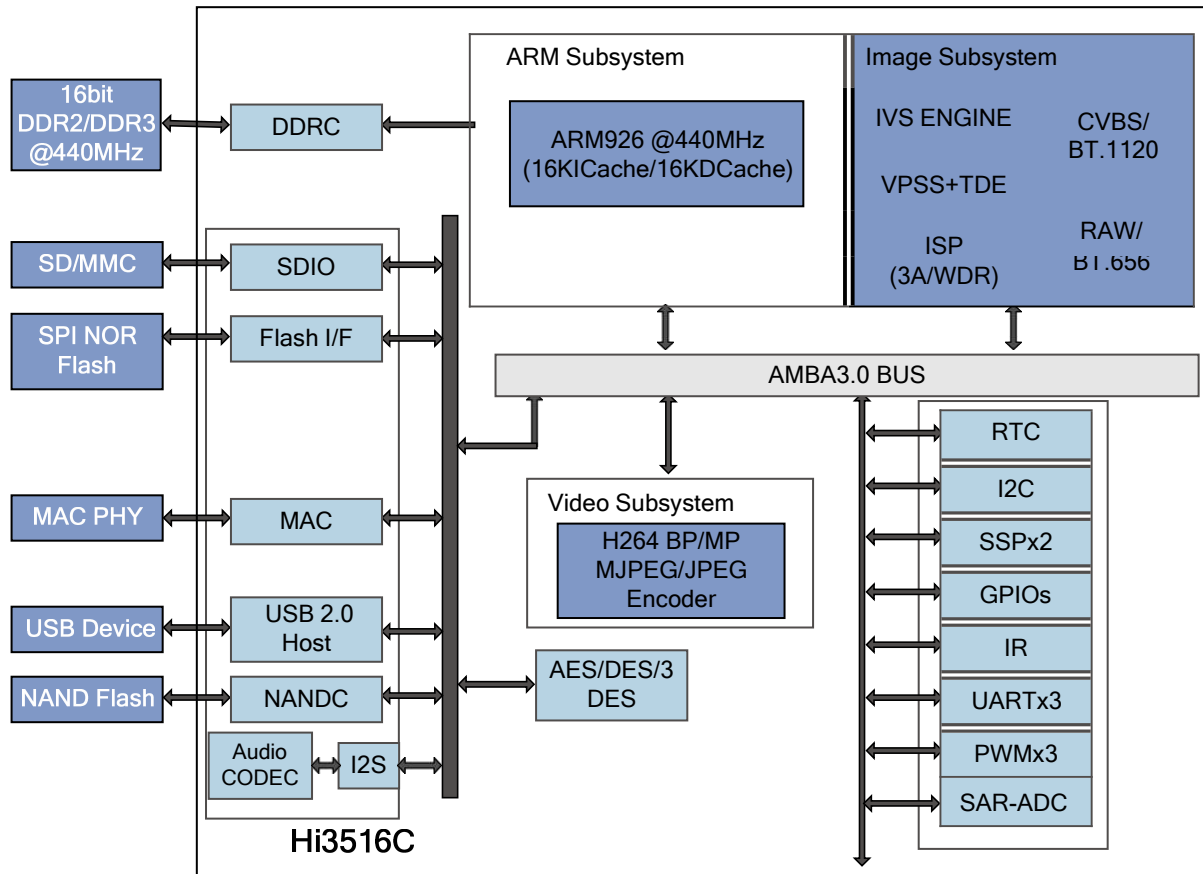 ARM Subsystem
Image Subsystem
16bit
DDR2/DDR3
@440MHz
DDRC
ARM926 @440MHz
(16KICache/16KDCache)
IVS ENGINE
CVBS/
BT.1120
VPSS+TDE
ISP
(3A/WDR)
RAW/
BT.656
SD/MMC
SDIO
SPI NOR
Flash
Flash I/F
AMBA3.0 BUS
MAC PHY
MAC
Video Subsystem
H264 BP/MP
MJPEG/JPEG
Encoder
USB Device
USB 2.0
Host
AES/DES/3
DES
NAND Flash
NANDC
Audio
CODEC
I2S
RTC
I2C
SSPx2
GPIOs
IR
UARTx3
PWMx3
SAR-ADC
Hi3516C